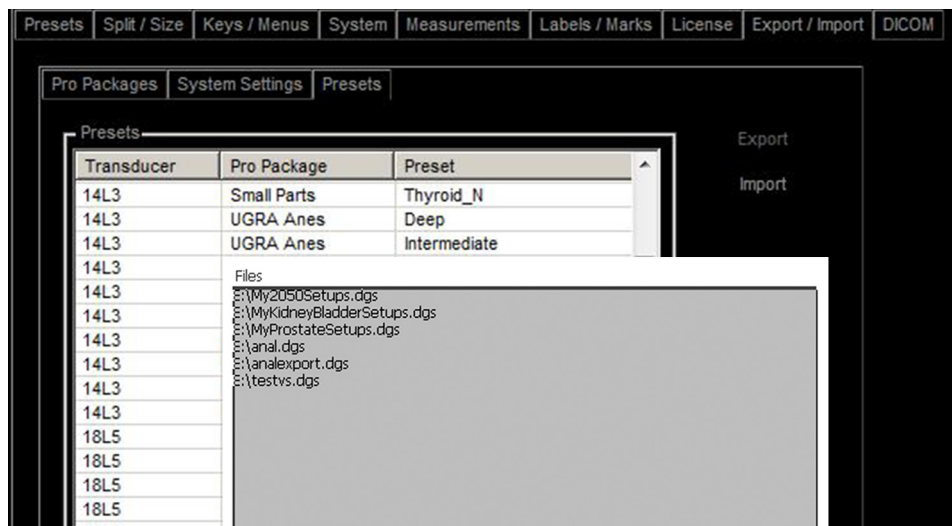 Presets Split / Size Keys / Menus System Measurements Labels / Marks License Export / Import DICOM
Pro Packages System Settings Presets
Presets
Export
Import
Transducer Pro Package Preset
14L3 Small Parts Thyroid_N
14L3 UGRA Anes Deep
14L3 UGRA Anes Intermediate
14L3
14L3
14L3
14L3
14L3
14L3
14L3
18L5
18L5
18L5
18L5
Files
E:\My2050Setups.dgs
E:\MyKidneyBladderSetups.dgs
E:\MyProstateSetups.dgs
E:\anal.dgs
E:\analexport.dgs
E:\testvs.dgs